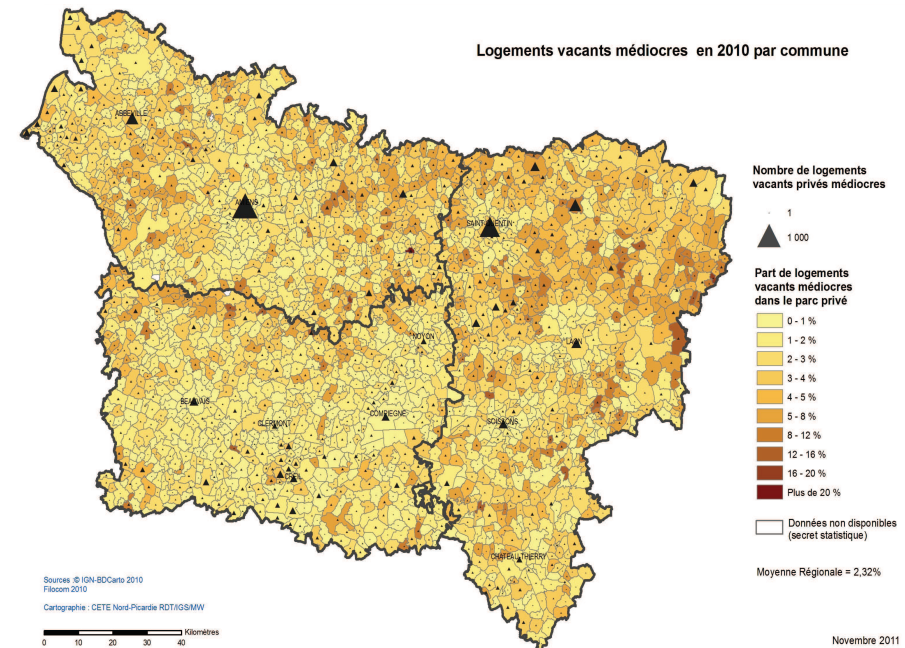 Logements vacants médiocres en 2010 par commune
ABBEVILLE
AMIENS
SAINT-QUENTIN
NOYON
LAON
BEAUVAIS
CLERMONT
COMPIEGNE
SOISSONS
CREIL
CHATEAU-THIERRY
Nombre de logements
vacants privés médiocres
1
1 000
Part de logements
vacants médiocres
dans le parc privé
0 - 1 %
1 - 2 %
2 - 3 %
3 - 4 %
4 - 5 %
5 - 8 %
8 - 12 %
12 - 16 %
16 - 20 %
Plus de 20 %
Données non disponibles
(secret statistique)
Moyenne Régionale = 2,32%
Sources :© IGN-BDCarto 2010
Filocom 2010
Cartographie : CETE Nord-Picardie RDT/IGS/MW
Kilomètres
0 10 20 30 40
Novembre 2011